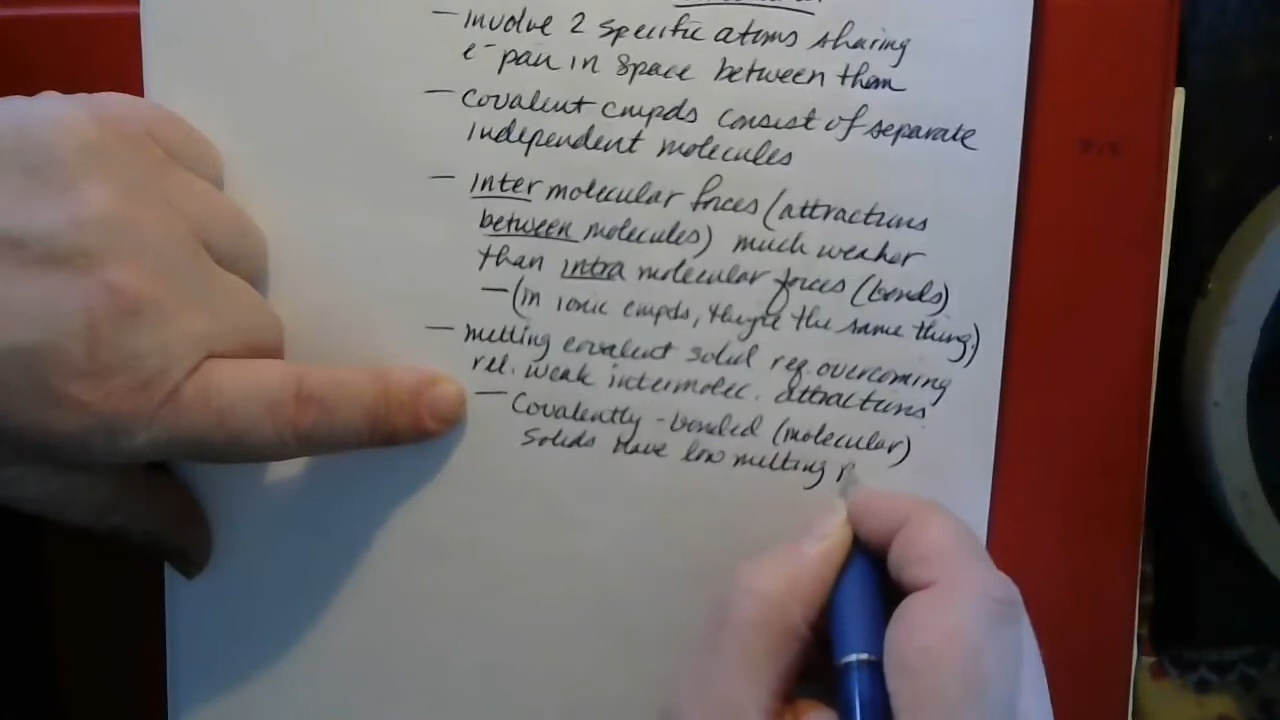 — involve 2 specific atoms sharing
e⁻ pair in space between them
— covalent cmpds consist of separate
independent molecules
— inter molecular forces (attractions
between molecules) much weaker
than intra molecular forces (bonds)
— (in ionic cmpds, they're the same thing)
— melting covalent solid req. overcoming
rel. weak intermolec. attractions
— Covalently-bonded (molecular)
solids have low melting p